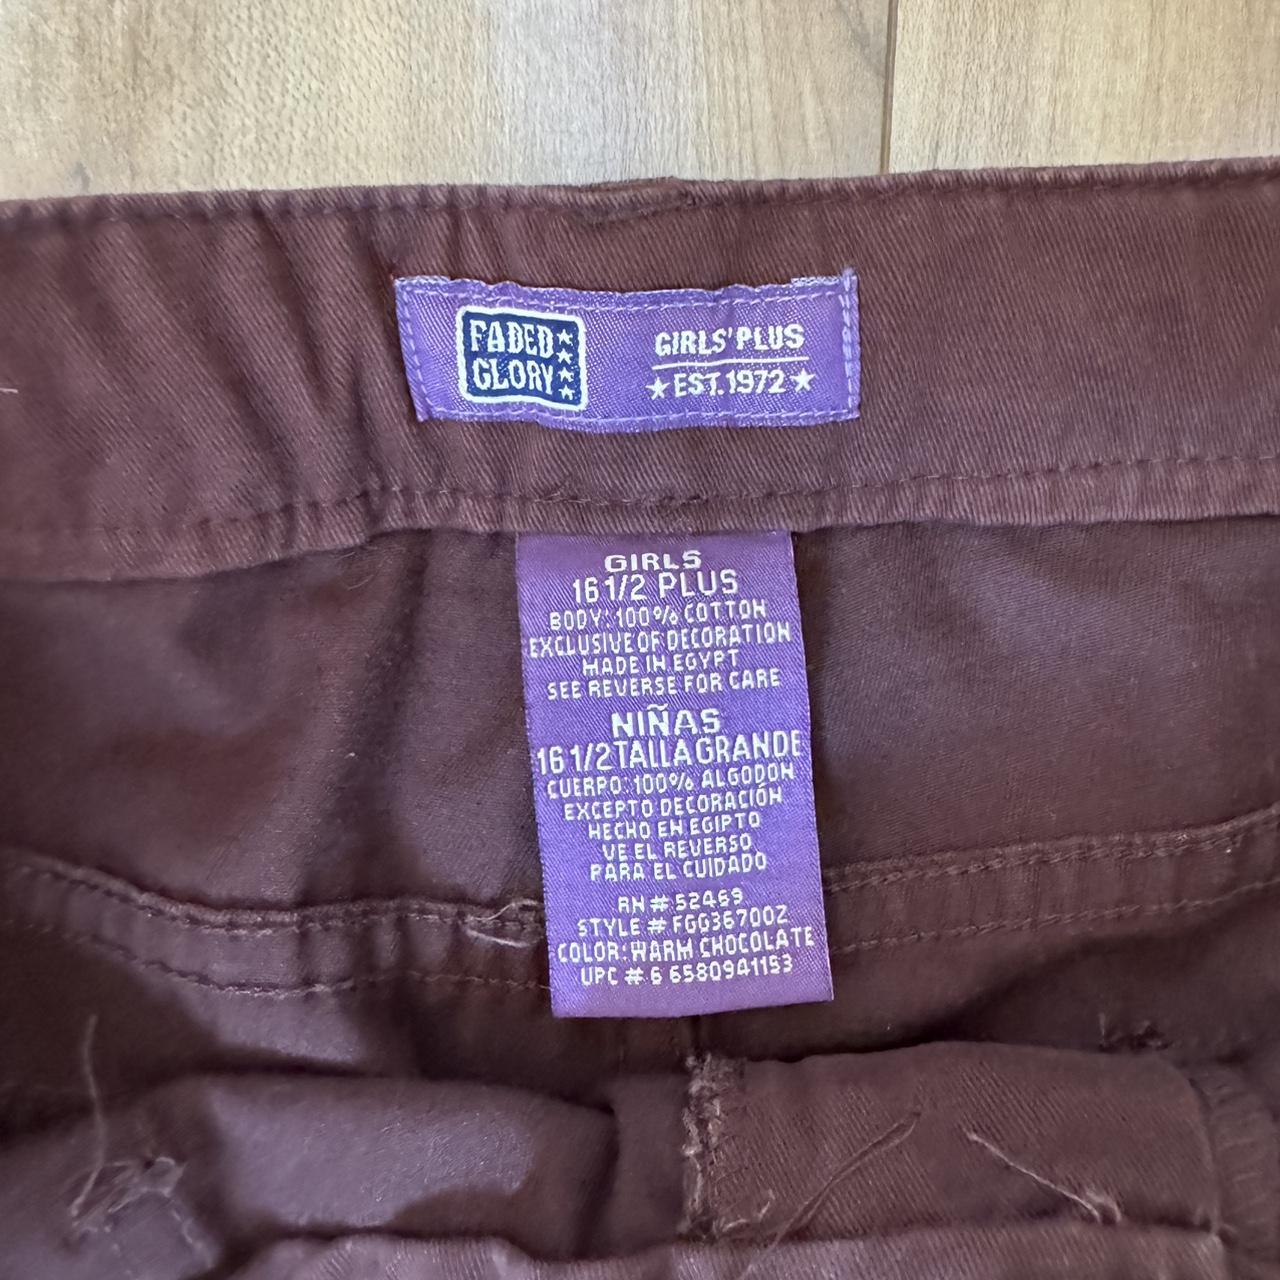 FADED
GLORY
GIRLS' PLUS
★ EST. 1972 ★
GIRLS
16 1/2 PLUS
BODY: 100% COTTON
EXCLUSIVE OF DECORATION
MADE IN EGYPT
SEE REVERSE FOR CARE
NIÑAS
16 1/2 TALLA GRANDE
CUERPO: 100% ALGODON
EXCEPTO DECORACIÓN
HECHO EN EGIPTO
VE EL REVERSO
PARA EL CUIDADO
RN # 52469
STYLE # FGG36700Z
COLOR: WARM CHOCOLATE
UPC # 6 6580941153